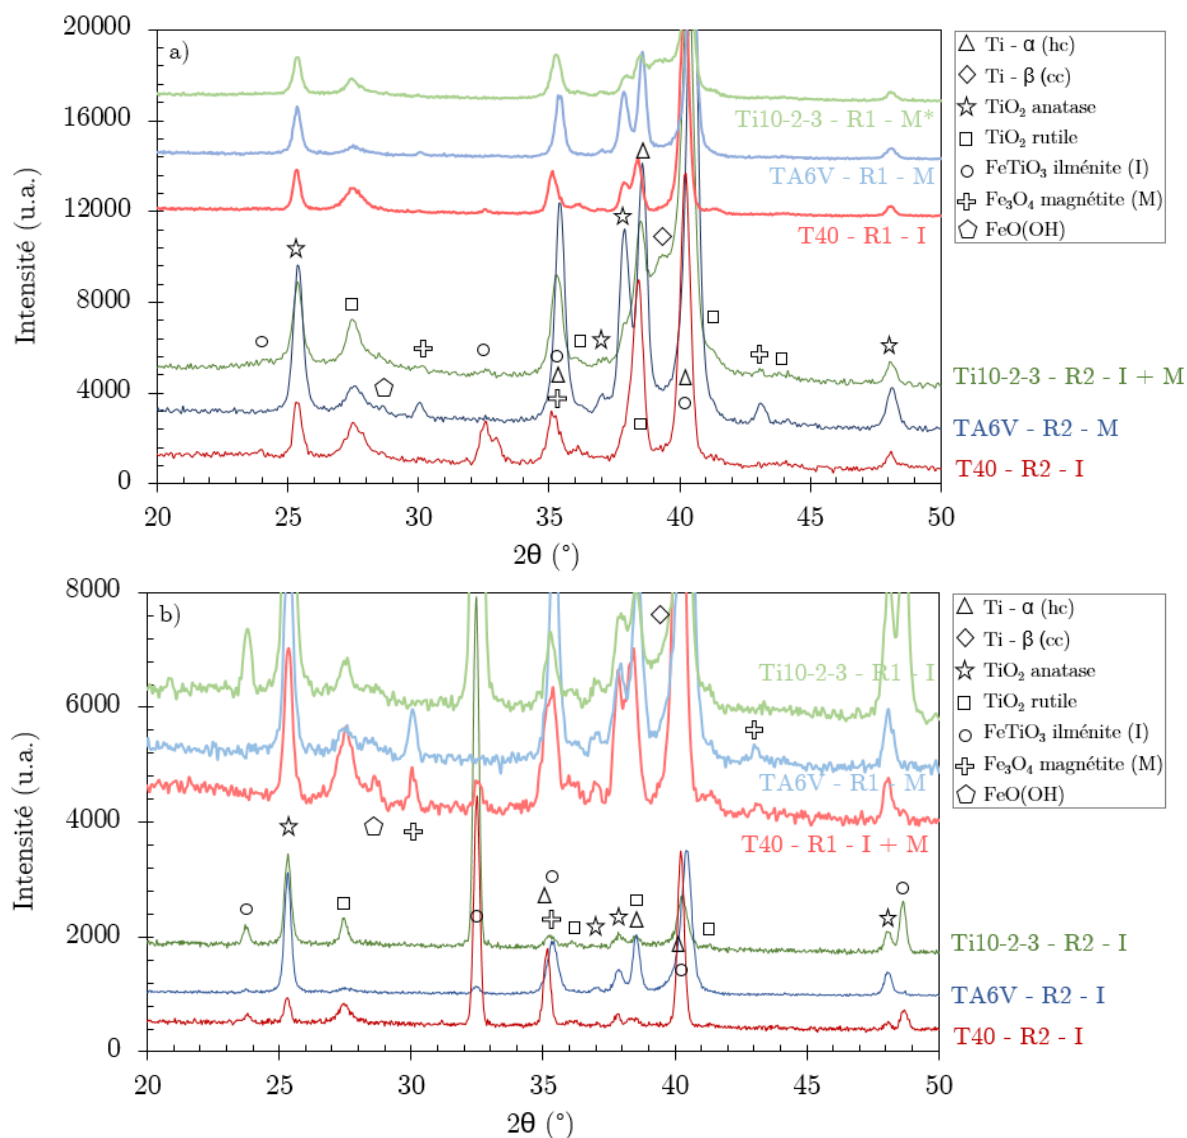 20000
16000
12000
8000
4000
0
Intensité (u.a.)
a)
Ti10-2-3 - R1 - M*
TA6V - R1 - M
T40 - R1 - I
Ti10-2-3 - R2 - I + M
TA6V - R2 - M
T40 - R2 - I
20 25 30 35 40 45 50
2θ (°)
Ti - α (hc)
Ti - β (cc)
TiO₂ anatase
TiO₂ rutile
FeTiO₃ ilménite (I)
Fe₃O₄ magnétite (M)
FeO(OH)
8000
6000
4000
2000
0
Intensité (u.a.)
b)
Ti10-2-3 - R1 - I
TA6V - R1 - M
T40 - R1 - I + M
Ti10-2-3 - R2 - I
TA6V - R2 - I
T40 - R2 - I
20 25 30 35 40 45 50
2θ (°)
Ti - α (hc)
Ti - β (cc)
TiO₂ anatase
TiO₂ rutile
FeTiO₃ ilménite (I)
Fe₃O₄ magnétite (M)
FeO(OH)